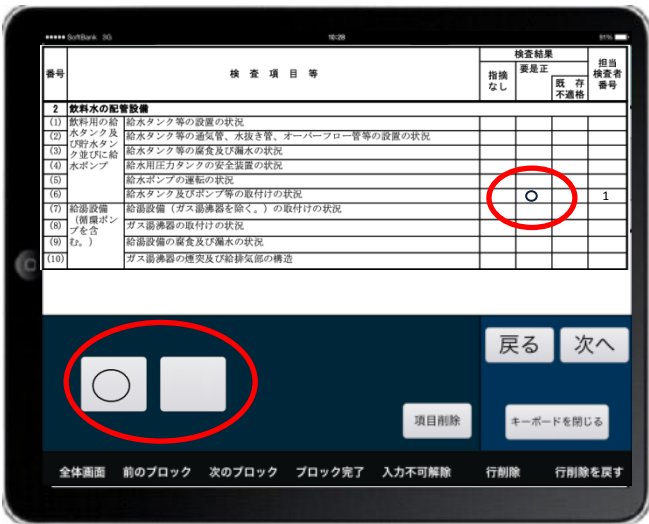 SoftBank 3G 10:28 91%
検査結果
番号 検査項目等 指摘なし 要是正 既存不適格 担当検査者番号
2 飲料水の配管設備
(1) 飲料用の給水タンク及び貯水タンク並びに給水ポンプ 給水タンク等の設置の状況
(2) 給水タンク等の通気管、水抜き管、オーバーフロー管等の設置の状況
(3) 給水タンク等の腐食及び漏水の状況
(4) 給水用圧力タンクの安全装置の状況
(5) 給水ポンプの運転の状況
(6) 給水タンク及びポンプ等の取付けの状況 ○ 1
(7) 給湯設備(循環ポンプを含む。) 給湯設備(ガス湯沸器を除く。)の取付けの状況
(8) ガス湯沸器の取付けの状況
(9) 給湯設備の腐食及び漏水の状況
(10) ガス湯沸器の煙突及び給排気部の構造
戻る 次へ
○
項目削除 キーボードを閉じる
全体画面 前のブロック 次のブロック ブロック完了 入力不可解除 行削除 行削除を戻す